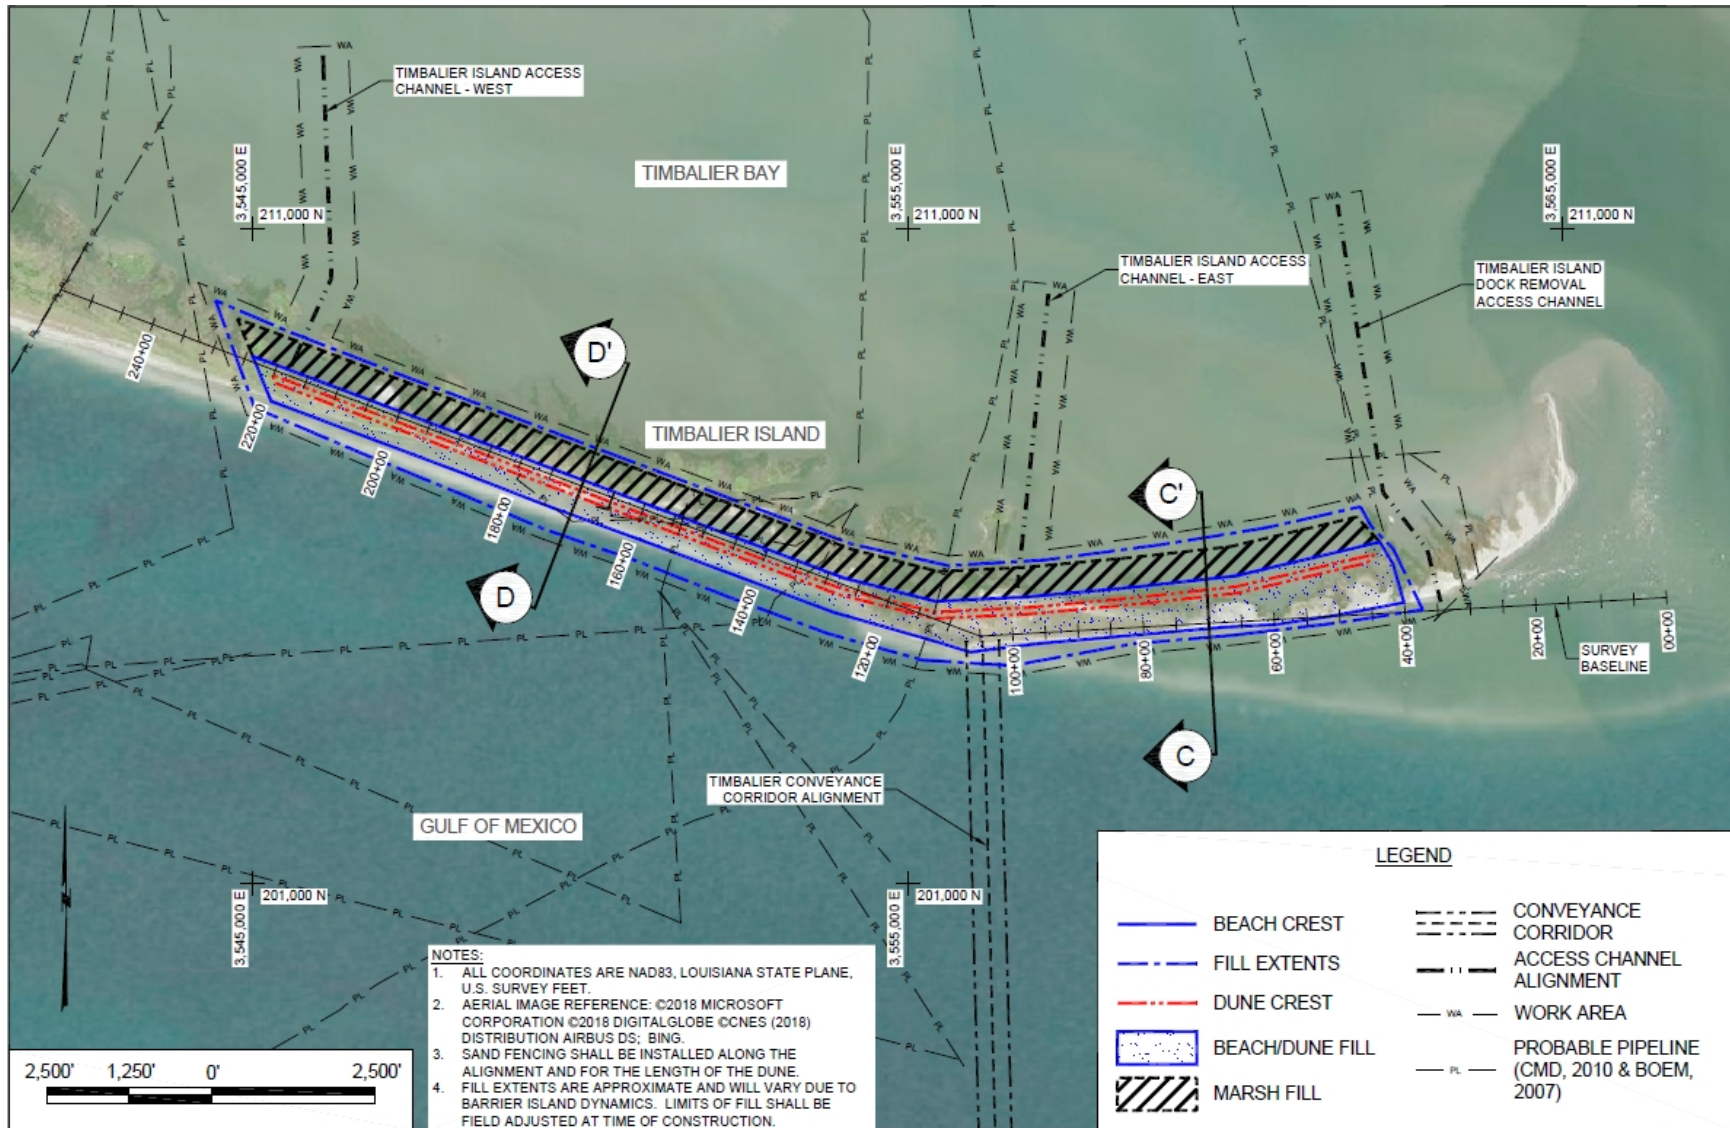 TIMBALIER ISLAND ACCESS
CHANNEL - WEST
TIMBALIER BAY
3,545,000 E
211,000 N
3,555,000 E
211,000 N
3,565,000 E
211,000 N
TIMBALIER ISLAND ACCESS
CHANNEL - EAST
TIMBALIER ISLAND
DOCK REMOVAL
ACCESS CHANNEL
D'
TIMBALIER ISLAND
C'
D
C
240+00
220+00
200+00
180+00
160+00
140+00
120+00
100+00
80+00
60+00
40+00
20+00
00+00
SURVEY
BASELINE
TIMBALIER CONVEYANCE
CORRIDOR ALIGNMENT
GULF OF MEXICO
3,545,000 E
201,000 N
3,555,000 E
201,000 N
2,500'
1,250'
0'
2,500'
NOTES:
1. ALL COORDINATES ARE NAD83, LOUISIANA STATE PLANE,
U.S. SURVEY FEET.
2. AERIAL IMAGE REFERENCE: ©2018 MICROSOFT
CORPORATION ©2018 DIGITALGLOBE ©CNES (2018)
DISTRIBUTION AIRBUS DS; BING.
3. SAND FENCING SHALL BE INSTALLED ALONG THE
ALIGNMENT AND FOR THE LENGTH OF THE DUNE.
4. FILL EXTENTS ARE APPROXIMATE AND WILL VARY DUE TO
BARRIER ISLAND DYNAMICS. LIMITS OF FILL SHALL BE
FIELD ADJUSTED AT TIME OF CONSTRUCTION.
LEGEND
BEACH CREST
FILL EXTENTS
DUNE CREST
BEACH/DUNE FILL
MARSH FILL
CONVEYANCE
CORRIDOR
ACCESS CHANNEL
ALIGNMENT
WA
WORK AREA
PL
PROBABLE PIPELINE
(CMD, 2010 & BOEM,
2007)